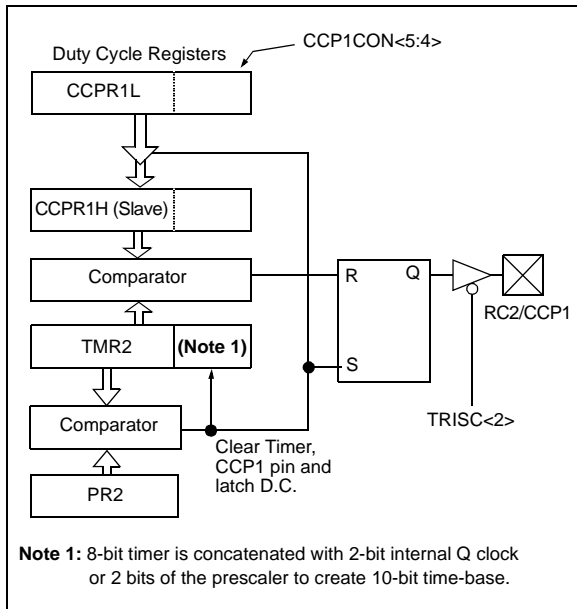 CCP1CON<5:4>
Duty Cycle Registers
CCPR1L
CCPR1H (Slave)
Comparator
R
Q
RC2/CCP1
TMR2
(Note 1)
S
TRISC<2>
Comparator
Clear Timer,
CCP1 pin and
latch D.C.
PR2
Note 1: 8-bit timer is concatenated with 2-bit internal Q clock
or 2 bits of the prescaler to create 10-bit time-base.